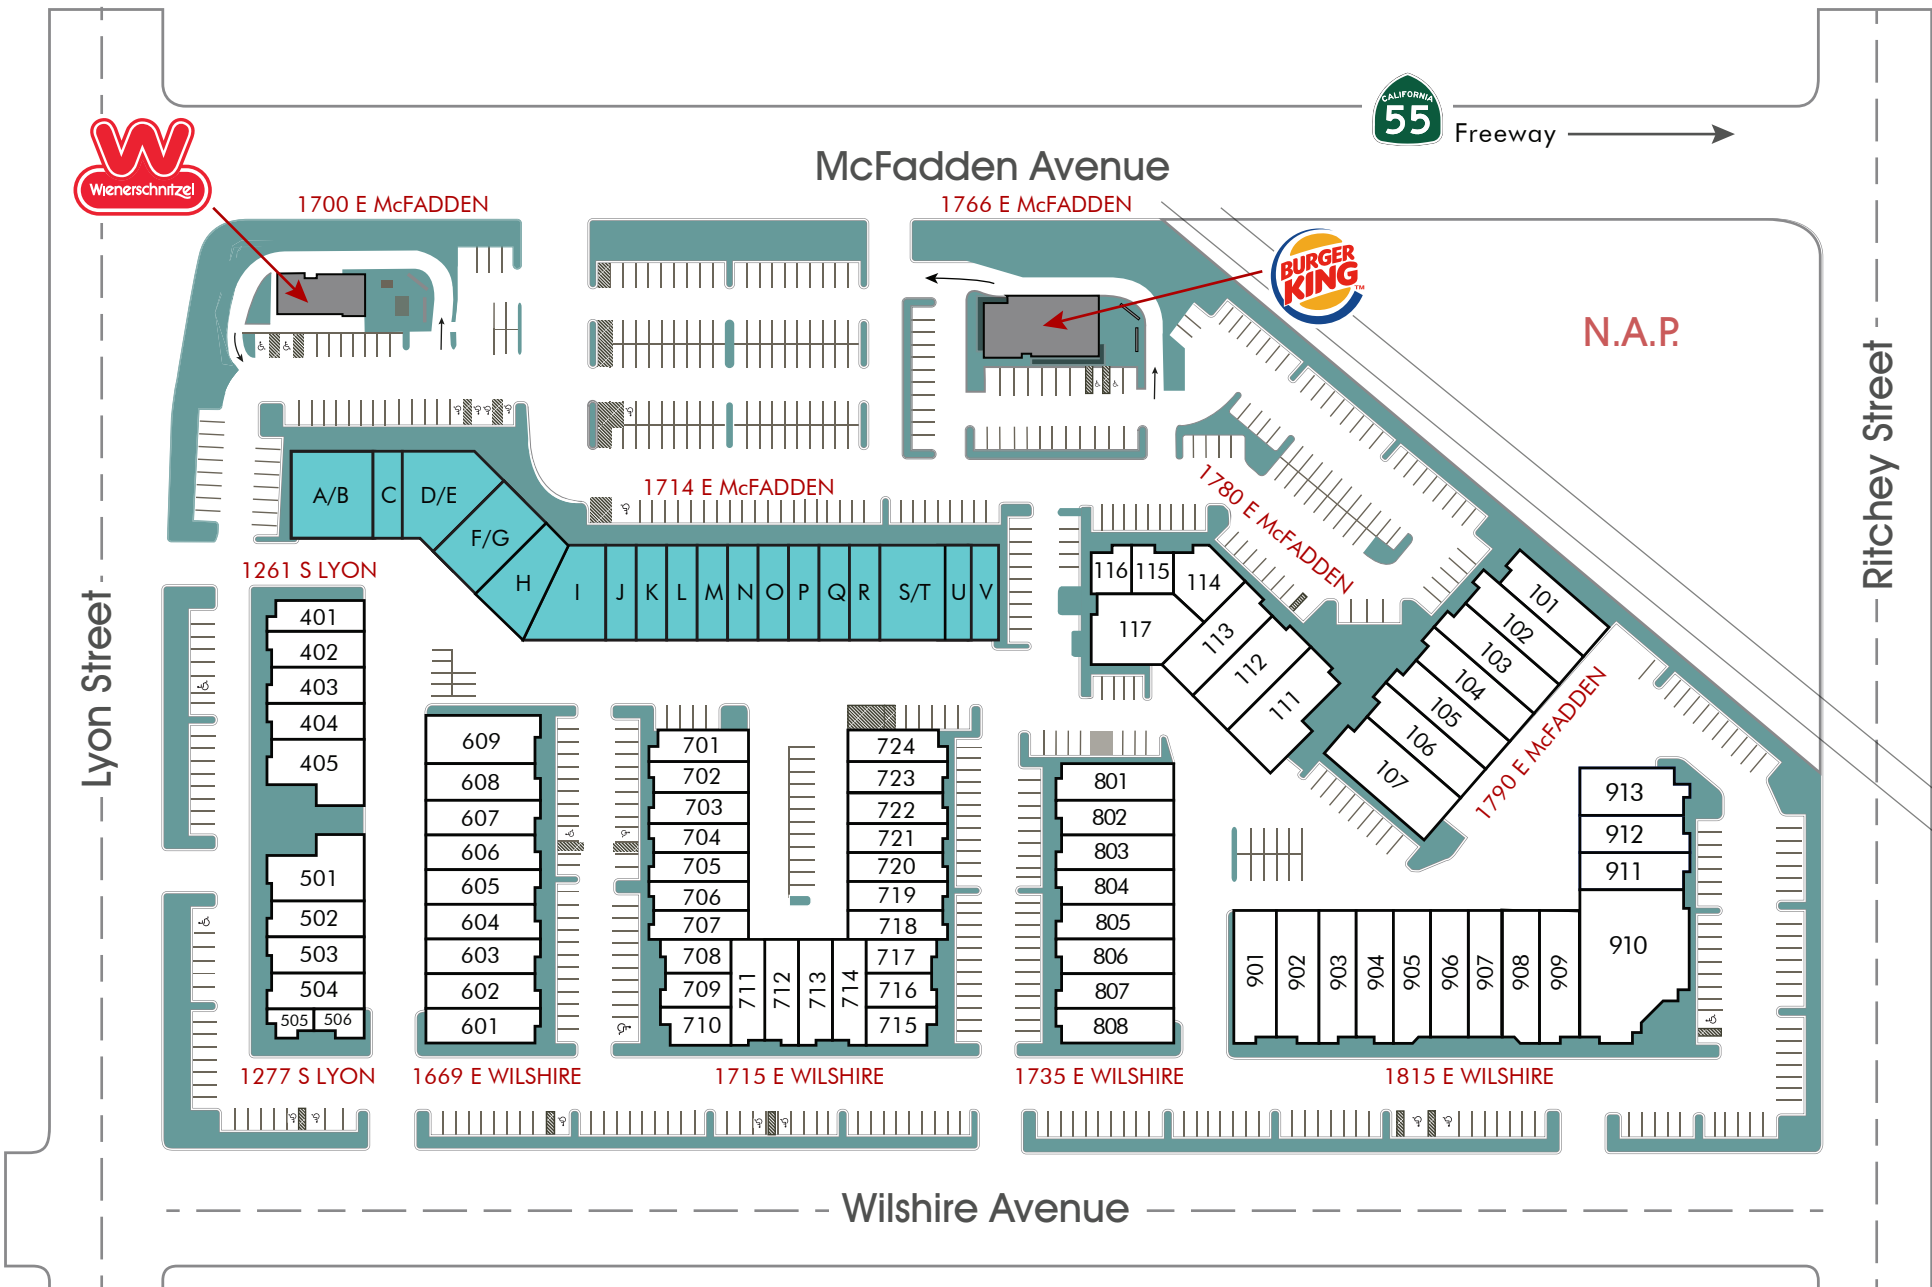 CALIFORNIA
55
Freeway
McFadden Avenue
Wienerschnitzel
1700 E McFADDEN
1766 E McFADDEN
BURGER
KING
TM
N.A.P.
Ritchey Street
Lyon Street
1714 E McFADDEN
1780 E McFADDEN
A/B
C
D/E
F/G
H
I
J
K
L
M
N
O
P
Q
R
S/T
U
V
116
115
114
117
113
112
111
101
102
103
104
105
106
107
1790 E McFADDEN
1261 S LYON
401
402
403
404
405
501
502
503
504
505
506
1277 S LYON
609
608
607
606
605
604
603
602
601
1669 E WILSHIRE
701
702
703
704
705
706
707
708
709
710
711
712
713
714
724
723
722
721
720
719
718
717
716
715
1715 E WILSHIRE
801
802
803
804
805
806
807
808
1735 E WILSHIRE
913
912
911
910
901
902
903
904
905
906
907
908
909
1815 E WILSHIRE
Wilshire Avenue